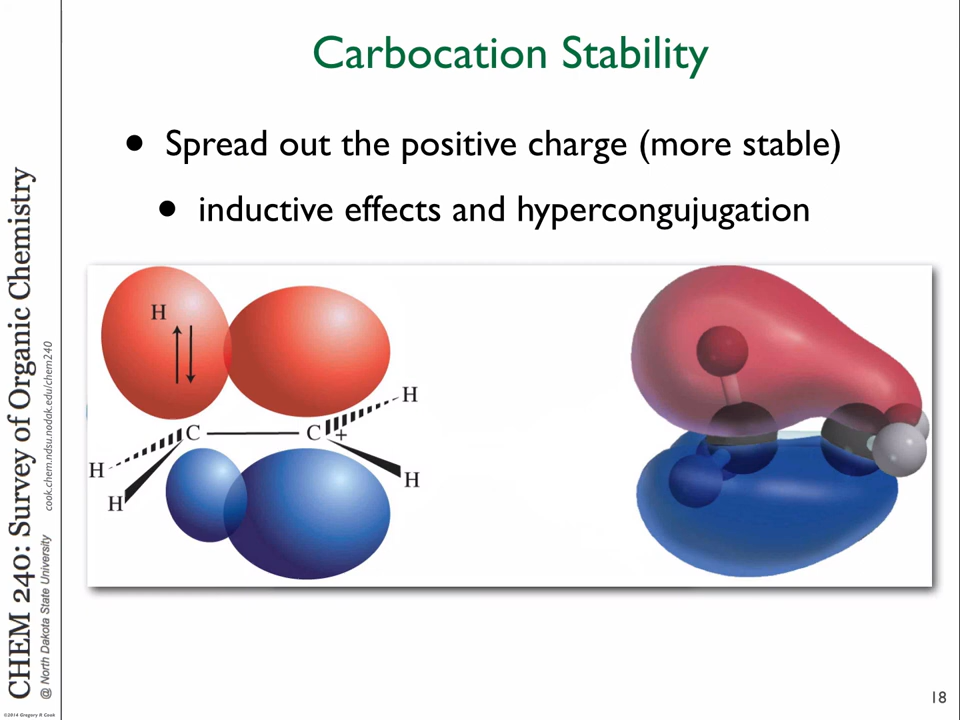 Carbocation Stability
• Spread out the positive charge (more stable)
• inductive effects and hypercongujugation
H
H
C
C
+
H
H
H
CHEM 240: Survey of Organic Chemistry
@ North Dakota State University cook.chem.ndsu.nodak.edu/chem240
©2014 Gregory R Cook
18